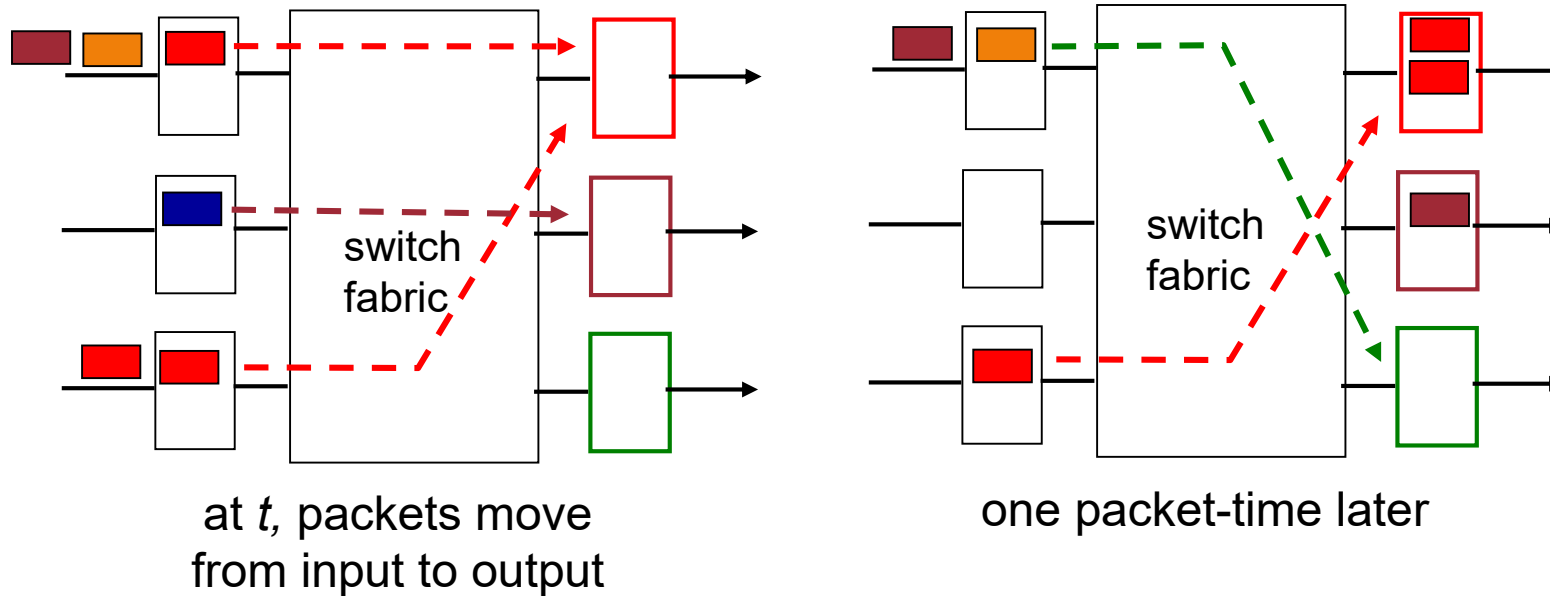 switch
fabric
at t, packets move
from input to output
switch
fabric
one packet-time later